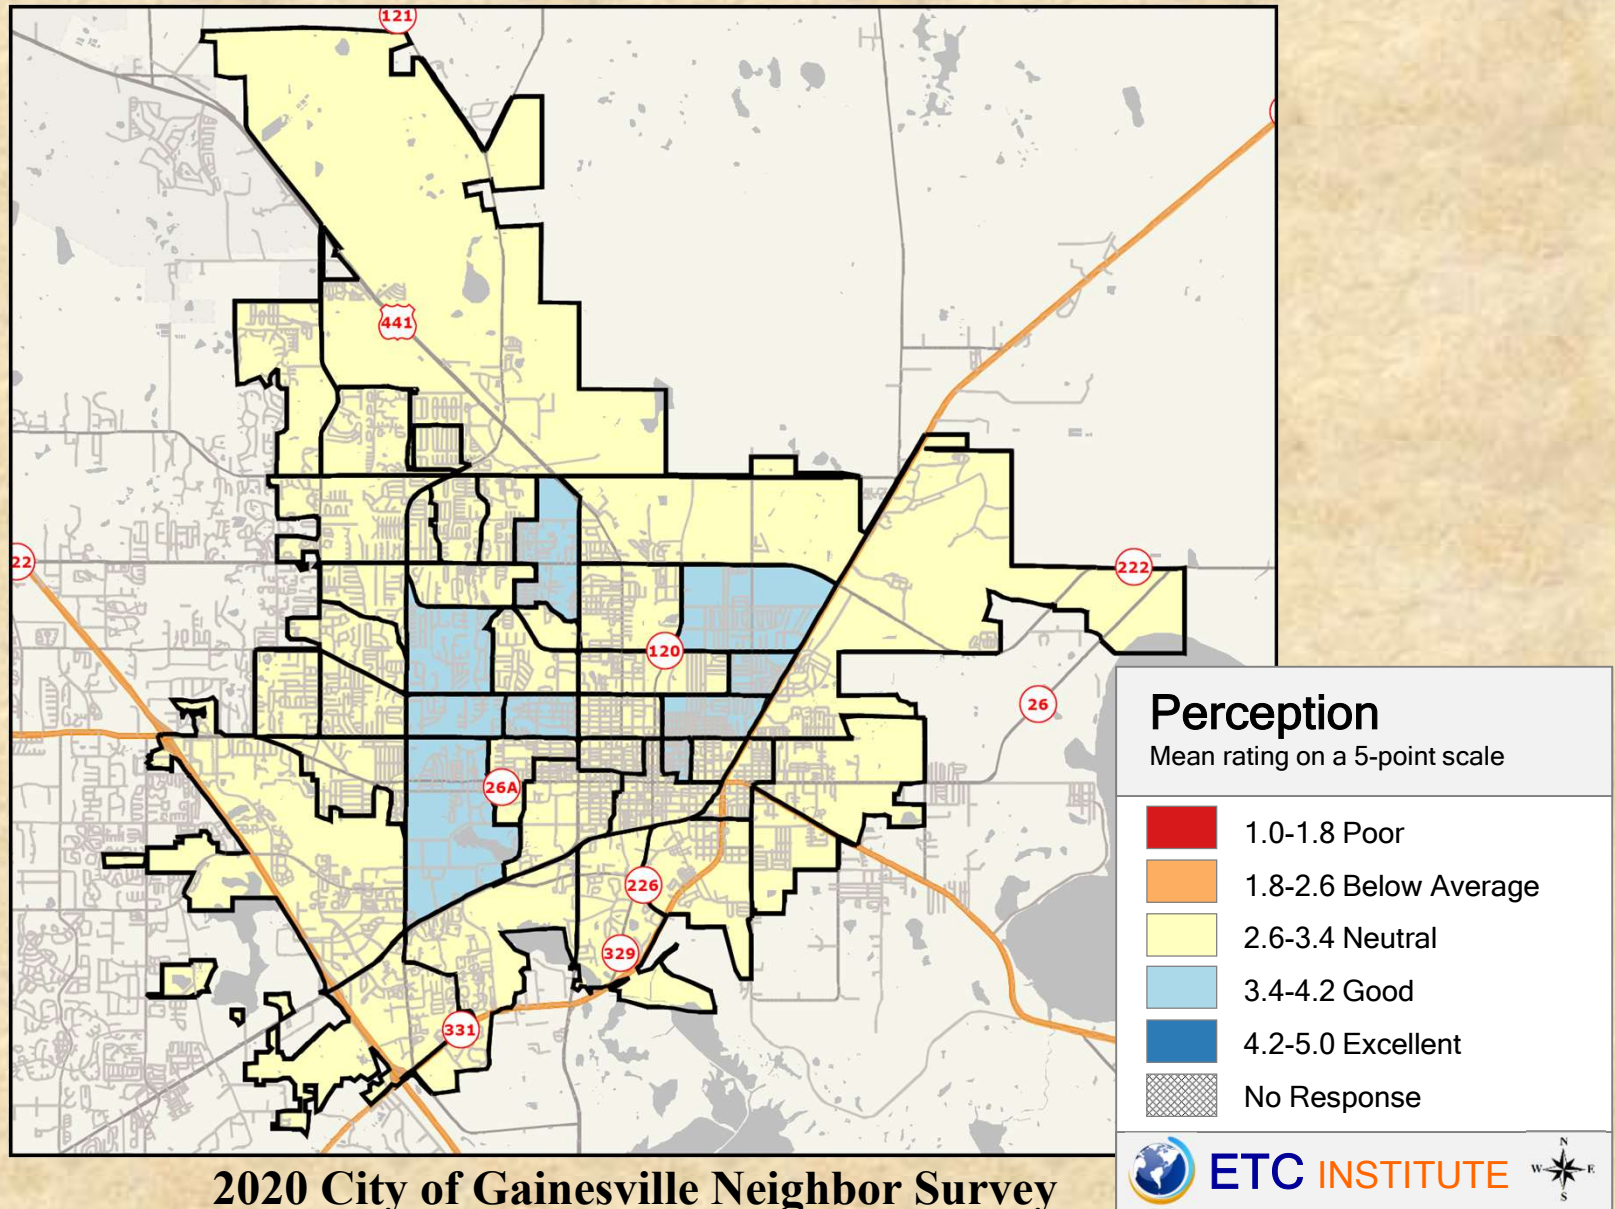 121
441
22
222
120
26
26A
226
329
331
Perception
Mean rating on a 5-point scale
1.0-1.8 Poor
1.8-2.6 Below Average
2.6-3.4 Neutral
3.4-4.2 Good
4.2-5.0 Excellent
No Response
ETC INSTITUTE
N
W E
S
2020 City of Gainesville Neighbor Survey